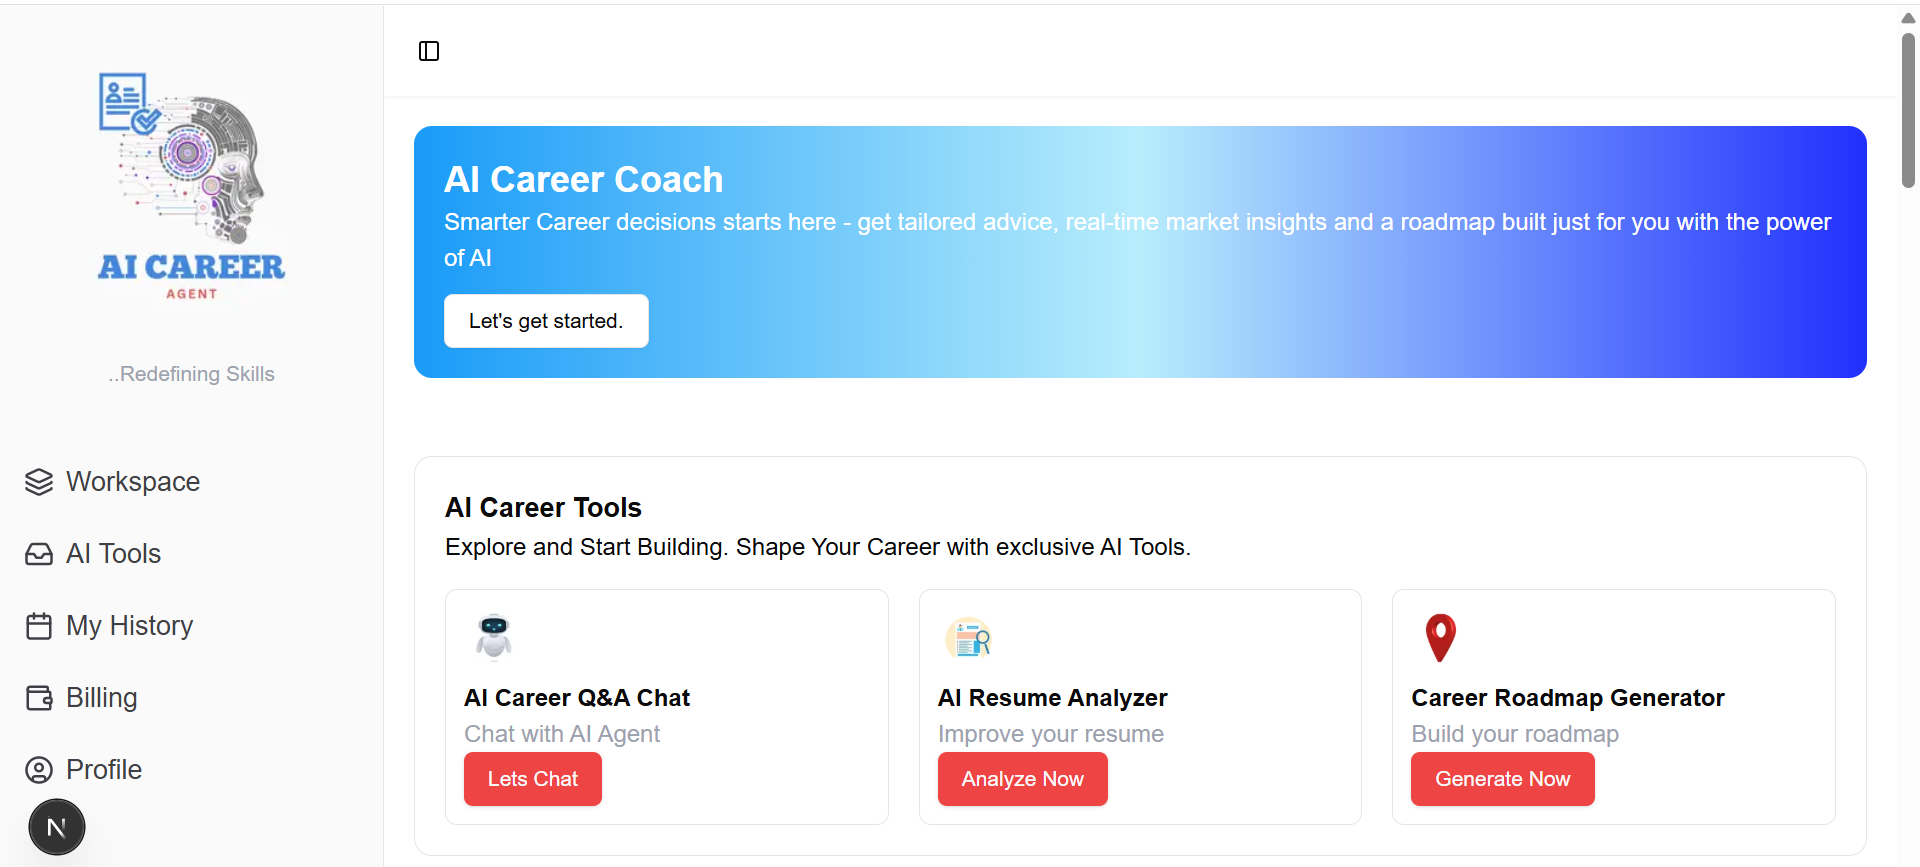 AI CAREER
AGENT
..Redefining Skills
Workspace
AI Tools
My History
Billing
Profile
N
AI Career Coach
Smarter Career decisions starts here - get tailored advice, real-time market insights and a roadmap built just for you with the power
of AI
Let's get started.
AI Career Tools
Explore and Start Building. Shape Your Career with exclusive AI Tools.
AI Career Q&A Chat
Chat with AI Agent
Lets Chat
AI Resume Analyzer
Improve your resume
Analyze Now
Career Roadmap Generator
Build your roadmap
Generate Now